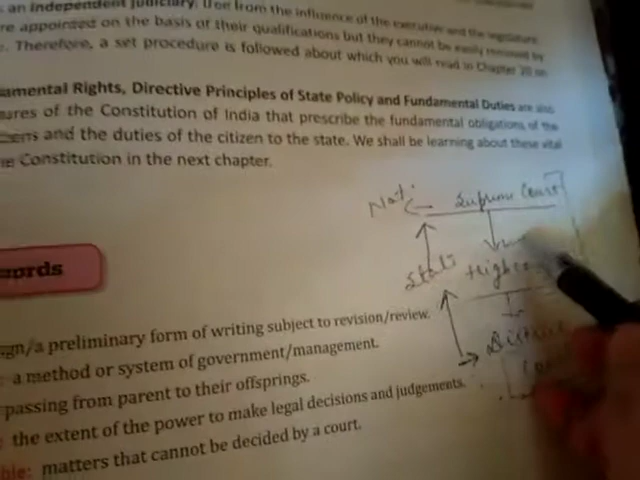 an Independent Judiciary, free from the influence of the executive and the legislature.
re appointed on the basis of their qualifications but they cannot be easily removed by
Therefore, a set procedure is followed about which you will read in Chapter 20 on
amental Rights, Directive Principles of State Policy and Fundamental Duties are also
ures of the Constitution of India that prescribe the fundamental obligations of the
zens and the duties of the citizen to the state. We shall be learning about these vital
e Constitution in the next chapter.
Supreme Court
State
High
District
words
sign/a preliminary form of writing subject to revision/review.
a method or system of government/management.
passing from parent to their offsprings.
the extent of the power to make legal decisions and judgements.
ble: matters that cannot be decided by a court.